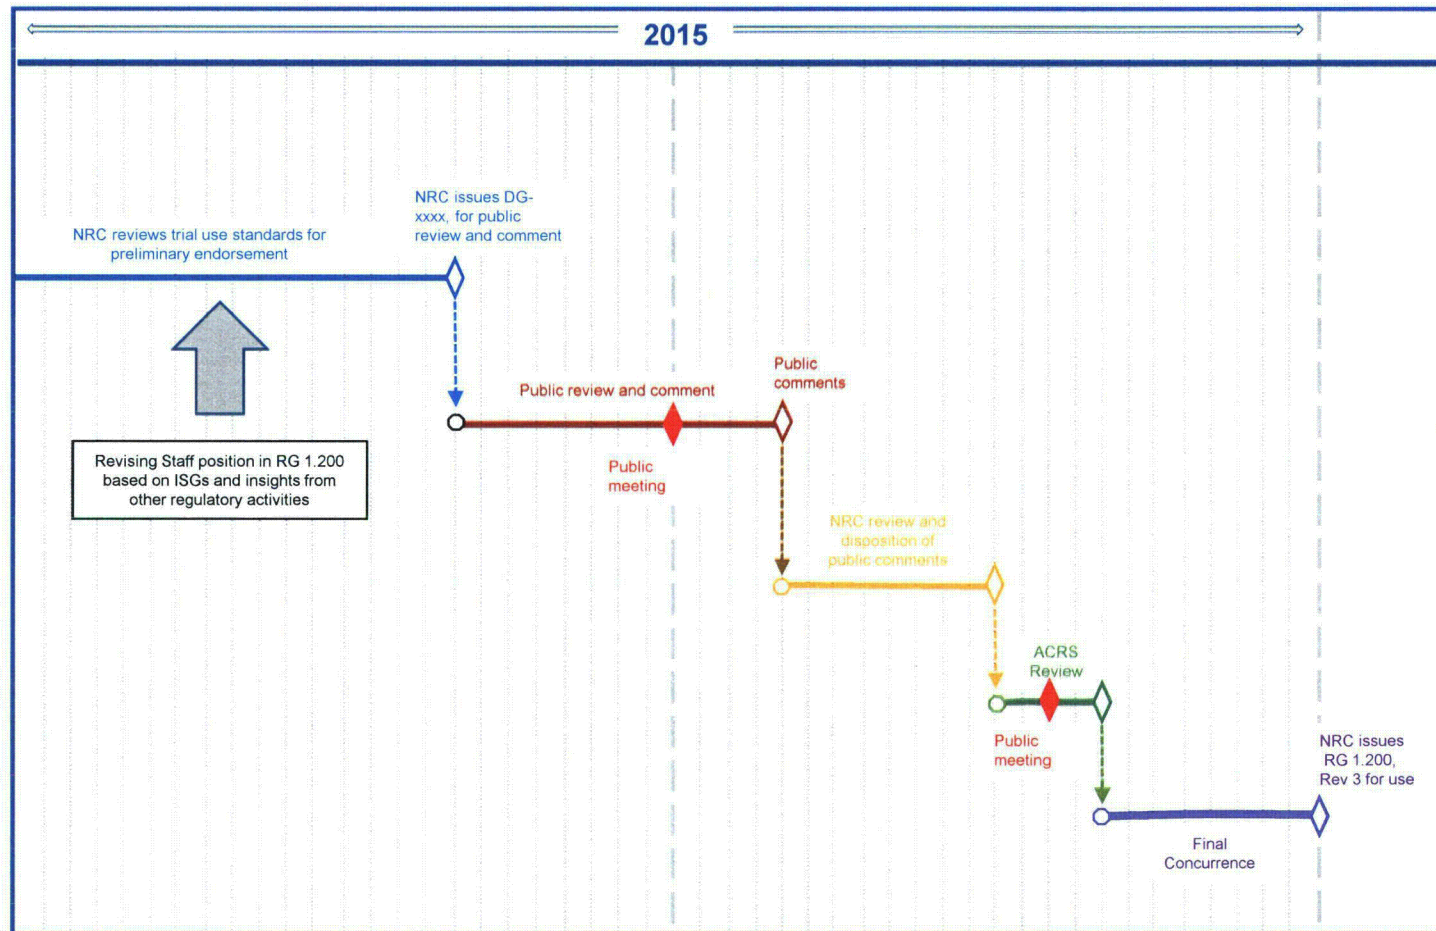 2015
NRC issues DG-
xxxx, for public
review and comment
NRC reviews trial use standards for
preliminary endorsement
Public
comments
Public review and comment
Revising Staff position in RG 1.200
based on ISGs and insights from
other regulatory activities
Public
meeting
NRC review and
disposition of
public comments
ACRS
Review
Public
meeting
NRC issues
RG 1.200,
Rev 3 for use
Final
Concurrence